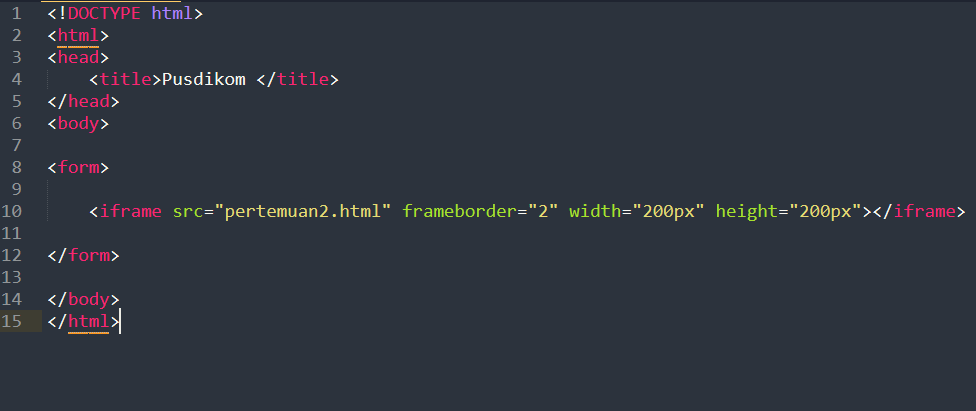 1 <!DOCTYPE html>
2 <html>
3 <head>
4     <title>Pusdikom </title>
5 </head>
6 <body>
7
8 <form>
9
10     <iframe src="pertemuan2.html" frameborder="2" width="200px" height="200px"></iframe>
11
12 </form>
13
14 </body>
15 </html>